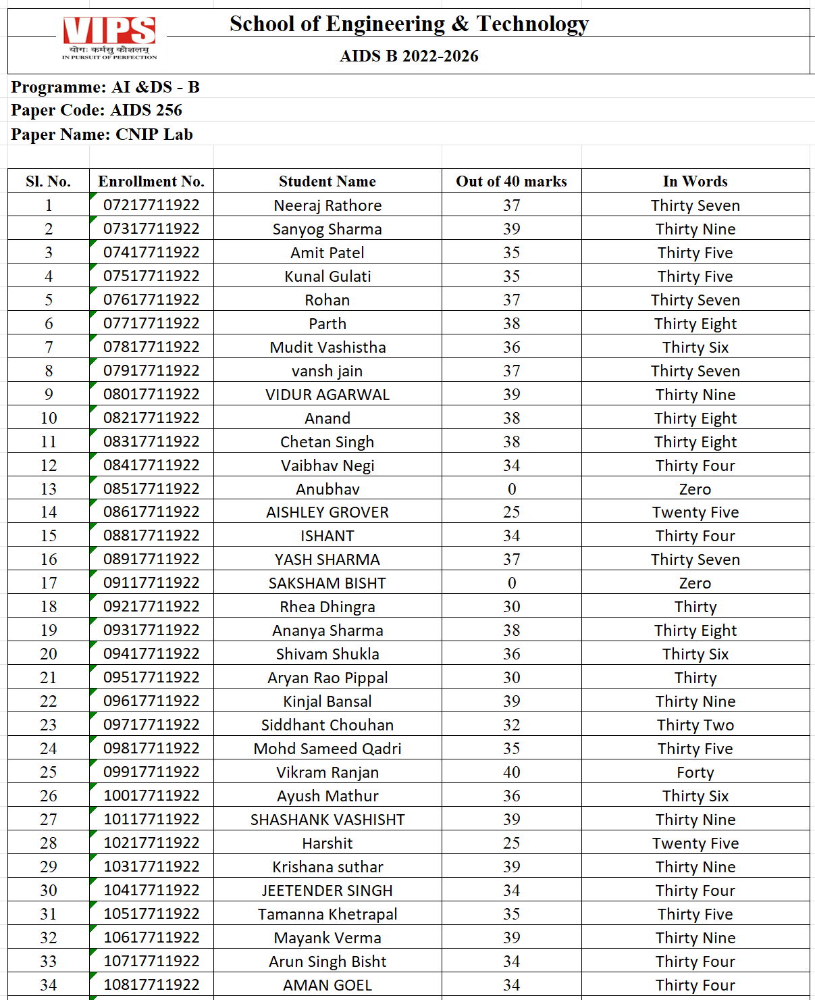 VIPS
योगः कर्मसु कौशलम्
IN PURSUIT OF PERFECTION
School of Engineering & Technology
AIDS B 2022-2026
Programme: AI &DS - B
Paper Code: AIDS 256
Paper Name: CNIP Lab
Sl. No. Enrollment No. Student Name Out of 40 marks In Words
1 07217711922 Neeraj Rathore 37 Thirty Seven
2 07317711922 Sanyog Sharma 39 Thirty Nine
3 07417711922 Amit Patel 35 Thirty Five
4 07517711922 Kunal Gulati 35 Thirty Five
5 07617711922 Rohan 37 Thirty Seven
6 07717711922 Parth 38 Thirty Eight
7 07817711922 Mudit Vashistha 36 Thirty Six
8 07917711922 vansh jain 37 Thirty Seven
9 08017711922 VIDUR AGARWAL 39 Thirty Nine
10 08217711922 Anand 38 Thirty Eight
11 08317711922 Chetan Singh 38 Thirty Eight
12 08417711922 Vaibhav Negi 34 Thirty Four
13 08517711922 Anubhav 0 Zero
14 08617711922 AISHLEY GROVER 25 Twenty Five
15 08817711922 ISHANT 34 Thirty Four
16 08917711922 YASH SHARMA 37 Thirty Seven
17 09117711922 SAKSHAM BISHT 0 Zero
18 09217711922 Rhea Dhingra 30 Thirty
19 09317711922 Ananya Sharma 38 Thirty Eight
20 09417711922 Shivam Shukla 36 Thirty Six
21 09517711922 Aryan Rao Pippal 30 Thirty
22 09617711922 Kinjal Bansal 39 Thirty Nine
23 09717711922 Siddhant Chouhan 32 Thirty Two
24 09817711922 Mohd Sameed Qadri 35 Thirty Five
25 09917711922 Vikram Ranjan 40 Forty
26 10017711922 Ayush Mathur 36 Thirty Six
27 10117711922 SHASHANK VASHISHT 39 Thirty Nine
28 10217711922 Harshit 25 Twenty Five
29 10317711922 Krishana suthar 39 Thirty Nine
30 10417711922 JEETENDER SINGH 34 Thirty Four
31 10517711922 Tamanna Khetrapal 35 Thirty Five
32 10617711922 Mayank Verma 39 Thirty Nine
33 10717711922 Arun Singh Bisht 34 Thirty Four
34 10817711922 AMAN GOEL 34 Thirty Four